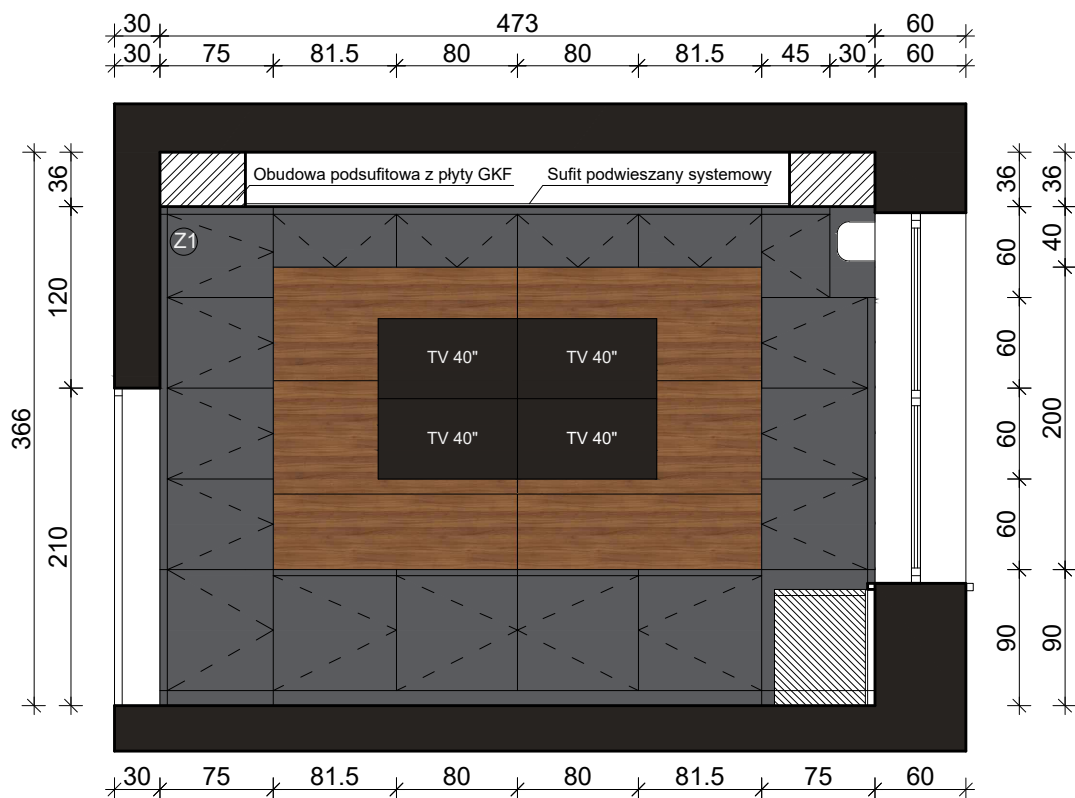 30 473 60
30 75 81.5 80 80 81.5 45 30 60
Obudowa podsufitowa z płyty GKF
Sufit podwieszany systemowy
36 36 36
Z1
60 40
120
TV 40" TV 40"
60
366
60 200
TV 40" TV 40"
60
210
90 90
30 75 81.5 80 80 81.5 75 60